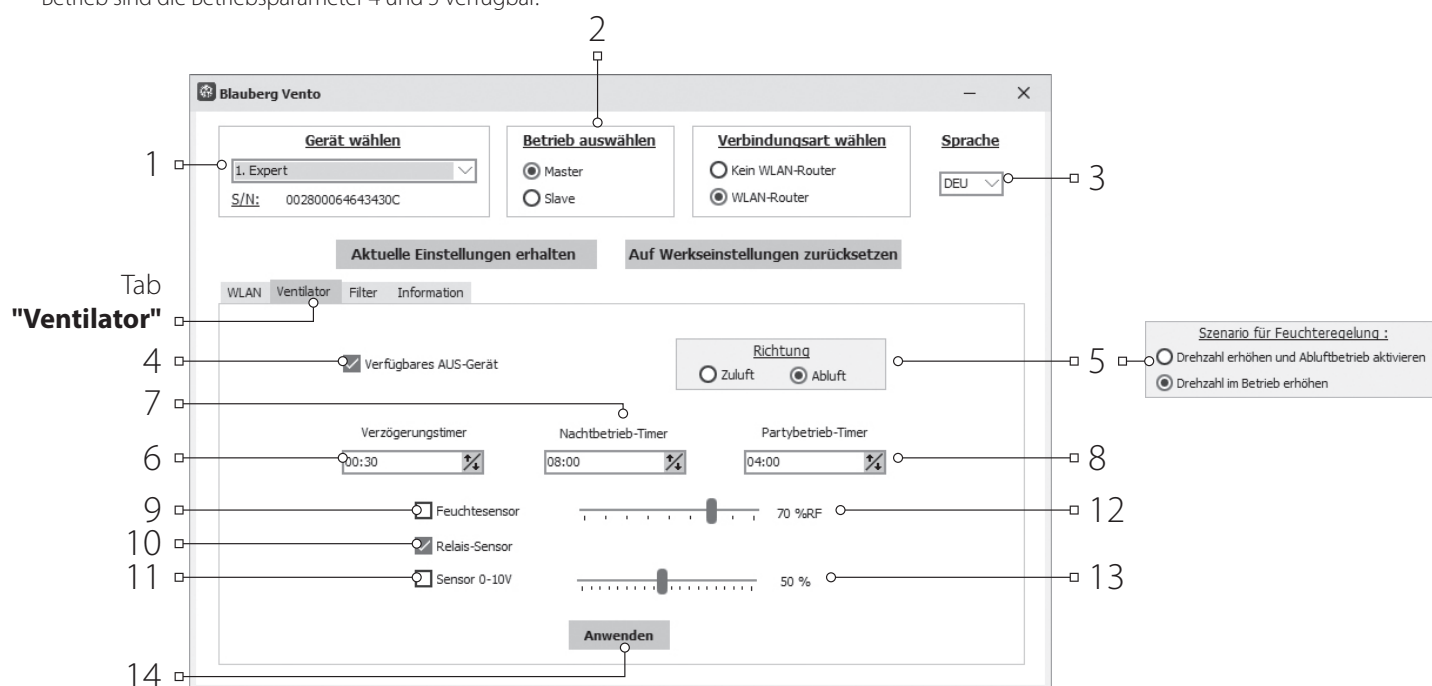 Betrieb sind die Betriebsparameter 4 und 5 verfügbar.
2
Blauberg Vento
Gerät wählen
1. Expert
S/N: 002800064643430C
Betrieb auswählen
Master
Slave
Verbindungsart wählen
Kein WLAN-Router
WLAN-Router
Sprache
DEU
1
3
Aktuelle Einstellungen erhalten
Auf Werkseinstellungen zurücksetzen
Tab
"Ventilator"
WLAN Ventilator Filter Information
4
Verfügbares AUS-Gerät
Richtung
Zuluft Abluft
5
Szenario für Feuchteregelung :
Drehzahl erhöhen und Abluftbetrieb aktivieren
Drehzahl im Betrieb erhöhen
7
Verzögerungstimer
Nachtbetrieb-Timer
Partybetrieb-Timer
6
00:30
08:00
04:00
8
9
Feuchtesensor
70 %RF
12
10
Relais-Sensor
11
Sensor 0-10V
50 %
13
Anwenden
14